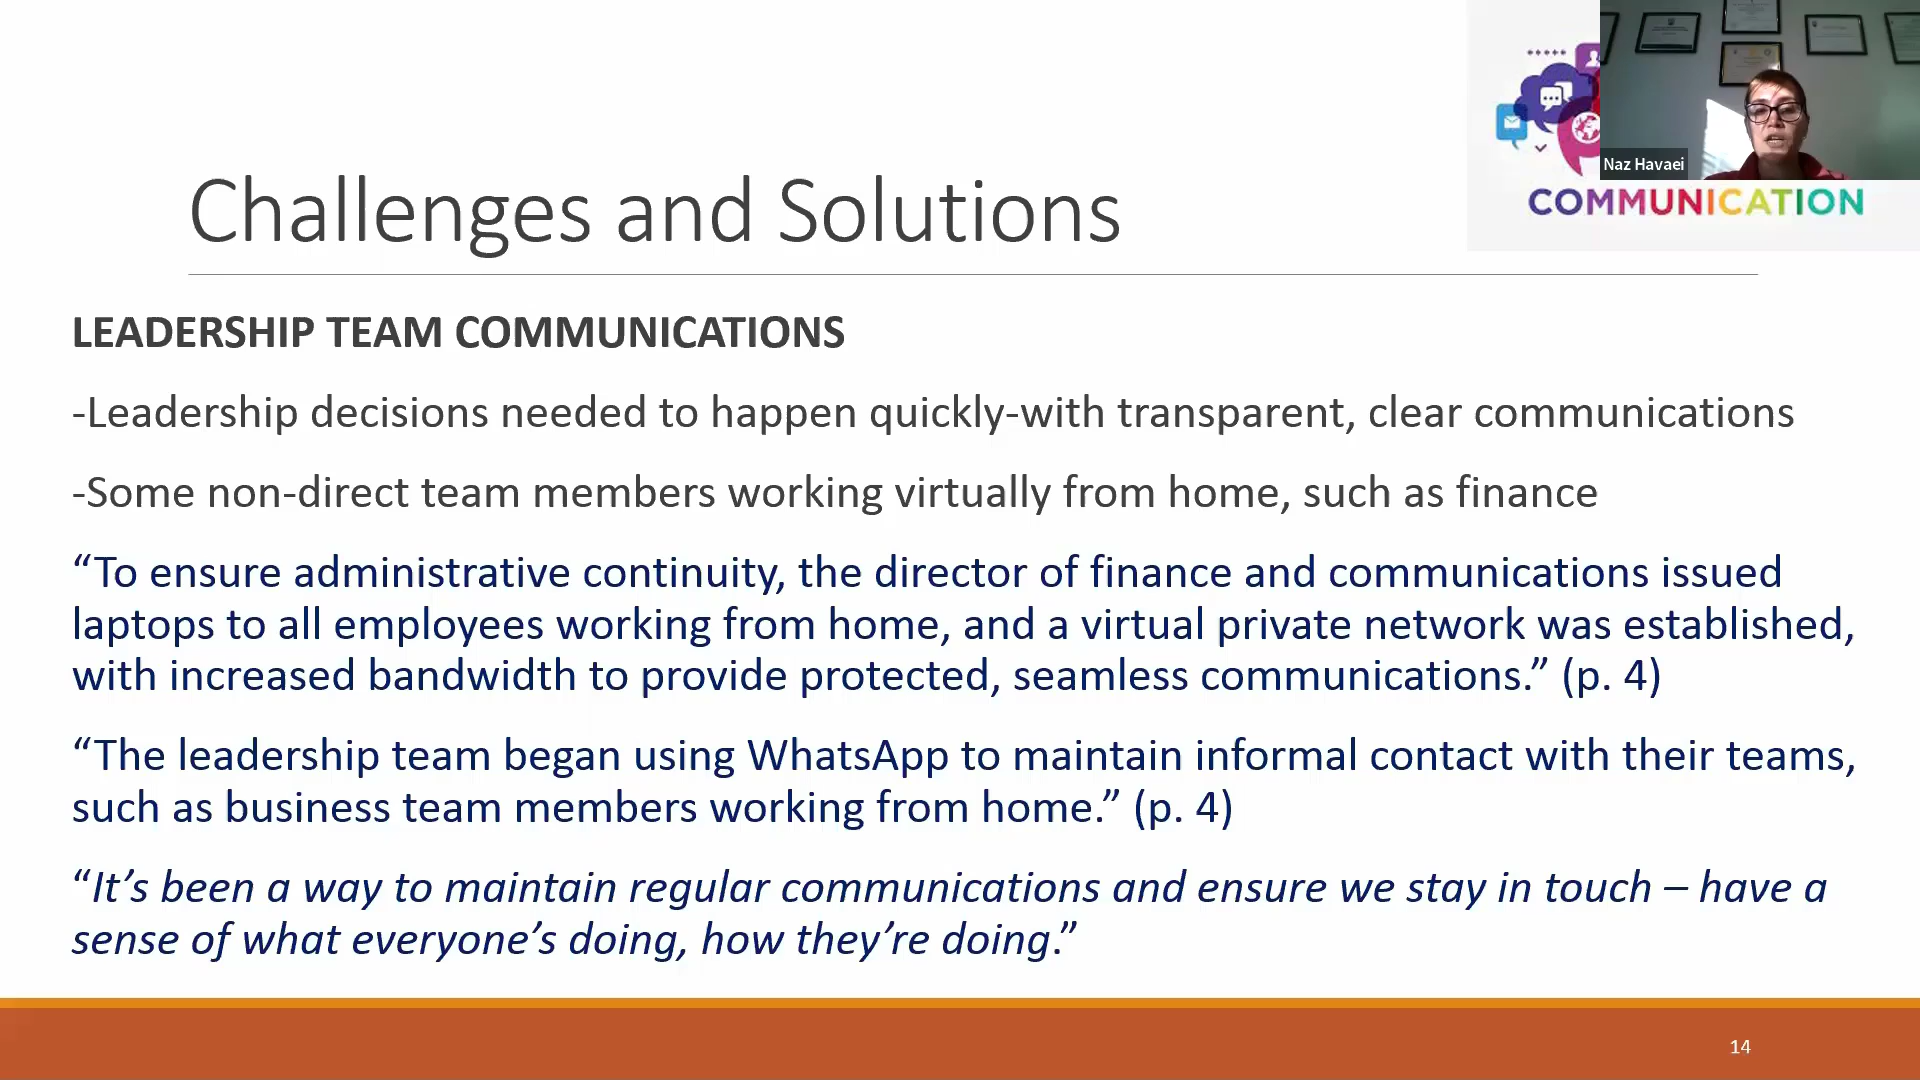 Naz Havaei
COMMUNICATION
Challenges and Solutions
LEADERSHIP TEAM COMMUNICATIONS
-Leadership decisions needed to happen quickly-with transparent, clear communications
-Some non-direct team members working virtually from home, such as finance
“To ensure administrative continuity, the director of finance and communications issued
laptops to all employees working from home, and a virtual private network was established,
with increased bandwidth to provide protected, seamless communications.” (p. 4)
“The leadership team began using WhatsApp to maintain informal contact with their teams,
such as business team members working from home.” (p. 4)
“It’s been a way to maintain regular communications and ensure we stay in touch – have a
sense of what everyone’s doing, how they’re doing.”
14